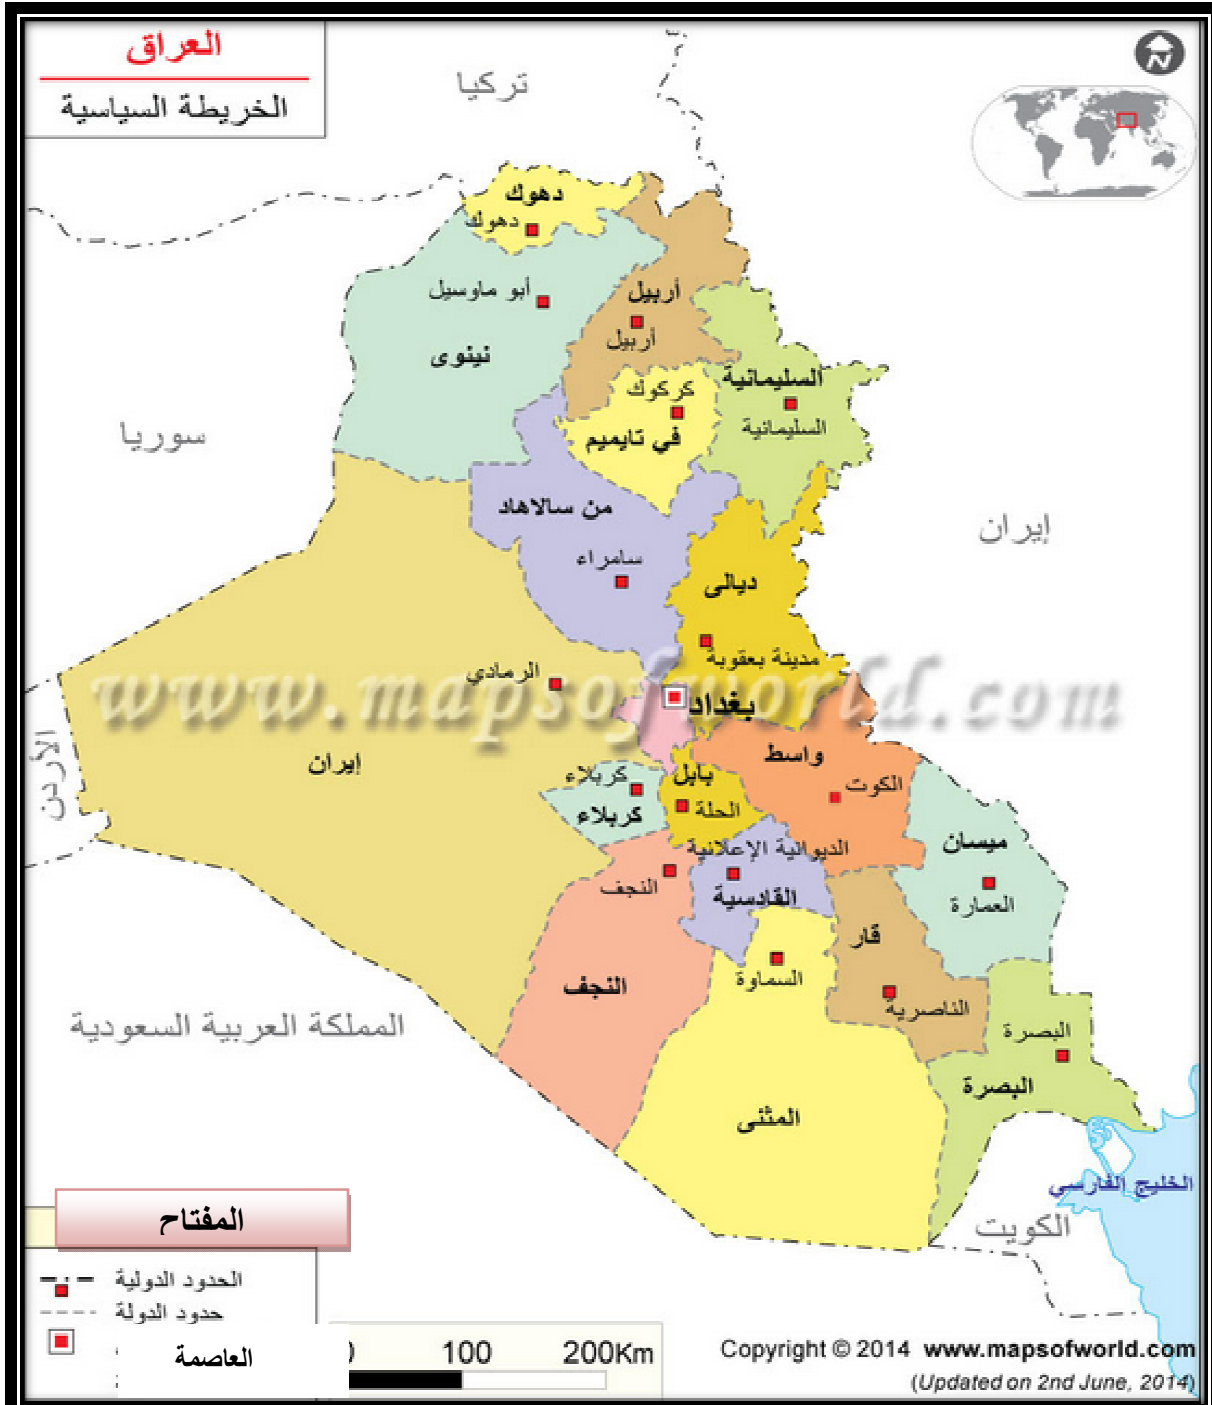 العراق
الخريطة السياسية
تركيا
N
دهوك
دهوك
أبو ماوسيل
نينوى
أربيل
أربيل
السليمانية
السليمانية
كركوك
في تايميم
سوريا
إيران
من سالاهاد
سامراء
ديالى
مدينة بعقوبة
الرمادي
www.mapsofworld.com
بغداد
الأردن
إيران
واسط
الكوت
كربلاء
كربلاء
بابل
الحلة
ميسان
العمارة
الديوانية الإعلانية
القادسية
النجف
النجف
قار
الناصرية
السماوة
المثنى
المملكة العربية السعودية
البصرة
البصرة
الخليج الفارسي
الكويت
المفتاح
الحدود الدولية
حدود الدولة
العاصمة
100 200Km
Copyright © 2014 www.mapsofworld.com
(Updated on 2nd June, 2014)